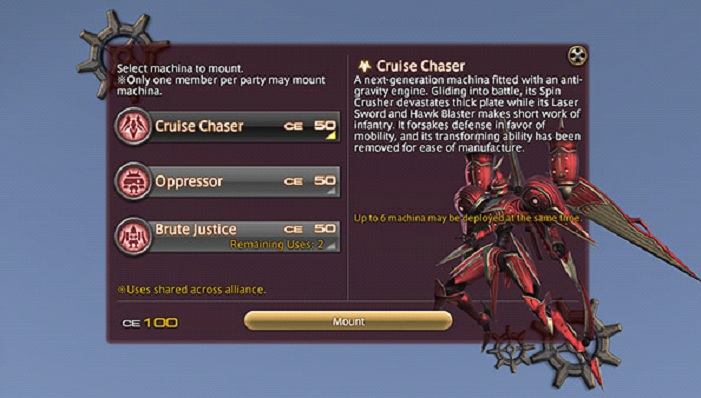 Select machina to mount.
※Only one member per party may mount
machina.
Cruise Chaser CE 50
Oppressor CE 50
Brute Justice CE 50
Remaining Uses: 2
※Uses shared across alliance.
CE 100
Mount
Cruise Chaser
A next-generation machina fitted with an anti-
gravity engine. Gliding into battle, its Spin
Crusher devastates thick plate while its Laser
Sword and Hawk Blaster makes short work of
infantry. It forsakes defense in favor of
mobility, and its transforming ability has been
removed for ease of manufacture.
Up to 6 machina may be deployed at the same time.